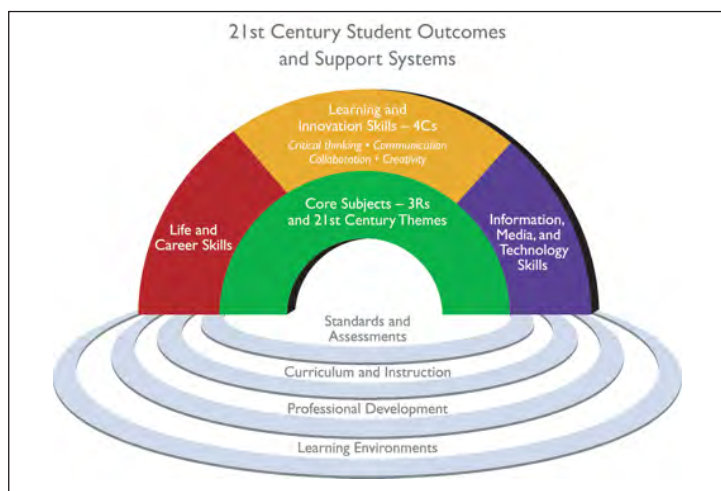 21st Century Student Outcomes
and Support Systems
Learning and
Innovation Skills – 4Cs
Critical thinking • Communication
Collaboration • Creativity
Core Subjects – 3Rs
and 21st Century Themes
Life and
Career Skills
Information,
Media, and
Technology
Skills
Standards and
Assessments
Curriculum and Instruction
Professional Development
Learning Environments